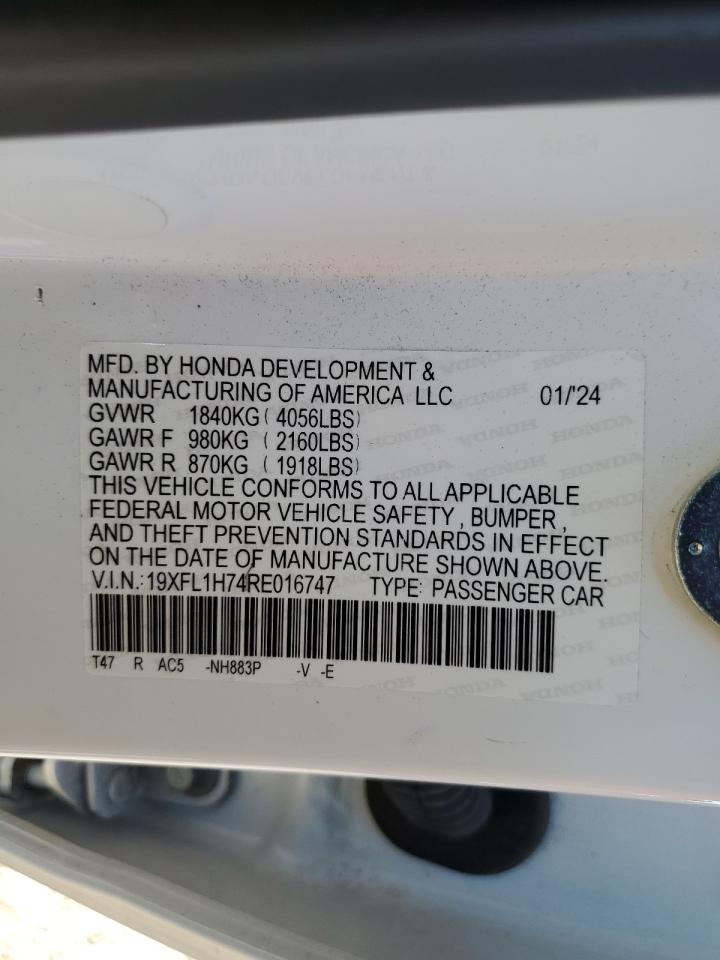 MFD. BY HONDA DEVELOPMENT &
MANUFACTURING OF AMERICA LLC 01/'24
GVWR 1840KG ( 4056LBS)
GAWR F 980KG ( 2160LBS)
GAWR R 870KG ( 1918LBS)
THIS VEHICLE CONFORMS TO ALL APPLICABLE
FEDERAL MOTOR VEHICLE SAFETY , BUMPER ,
AND THEFT PREVENTION STANDARDS IN EFFECT
ON THE DATE OF MANUFACTURE SHOWN ABOVE.
V.I.N.:19XFL1H74RE016747 TYPE: PASSENGER CAR
T47 R AC5 -NH883P -V -E